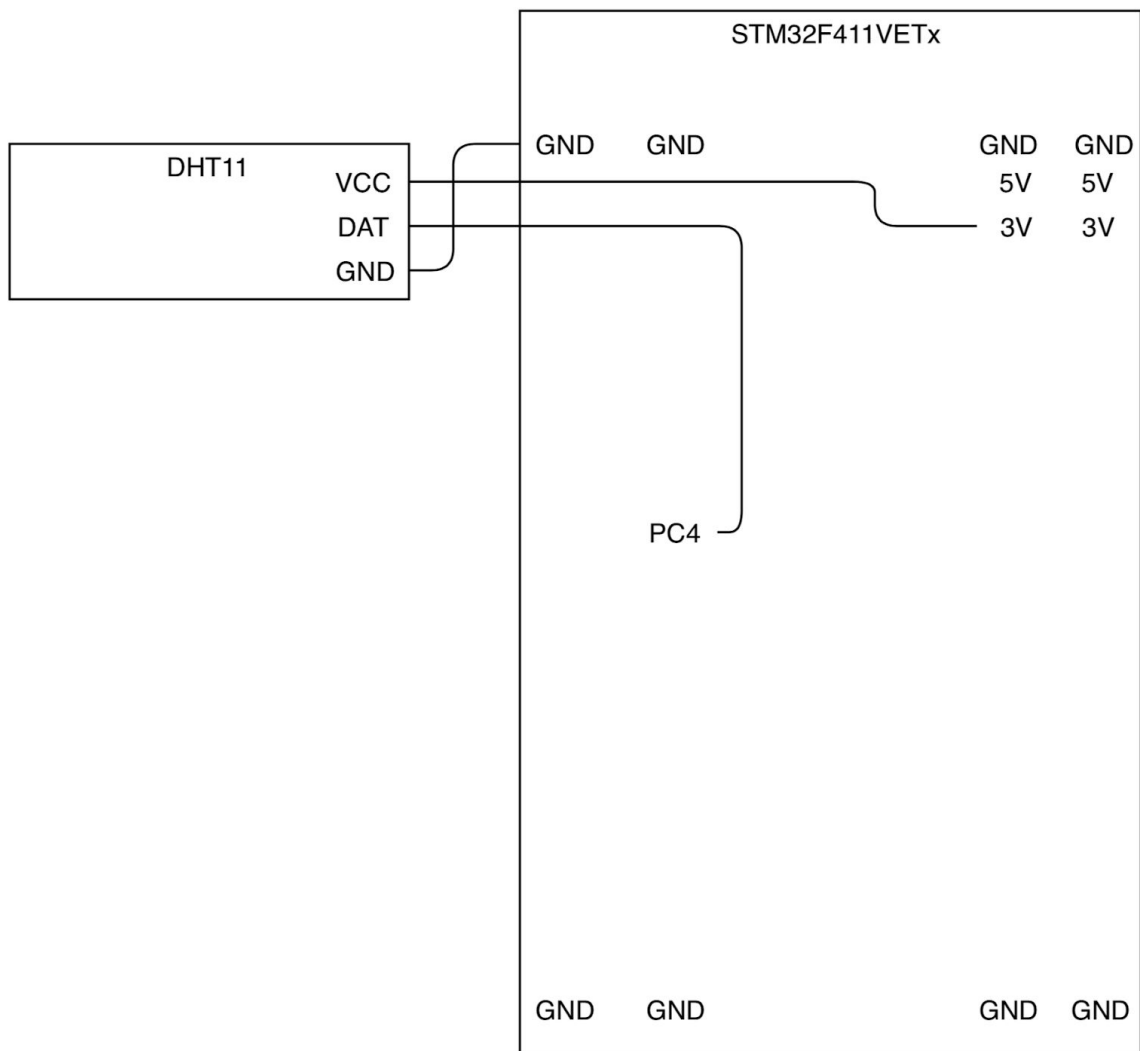 STM32F411VETx
GND GND GND GND
DHT11
VCC 5V 5V
DAT 3V 3V
GND
PC4
GND GND GND GND